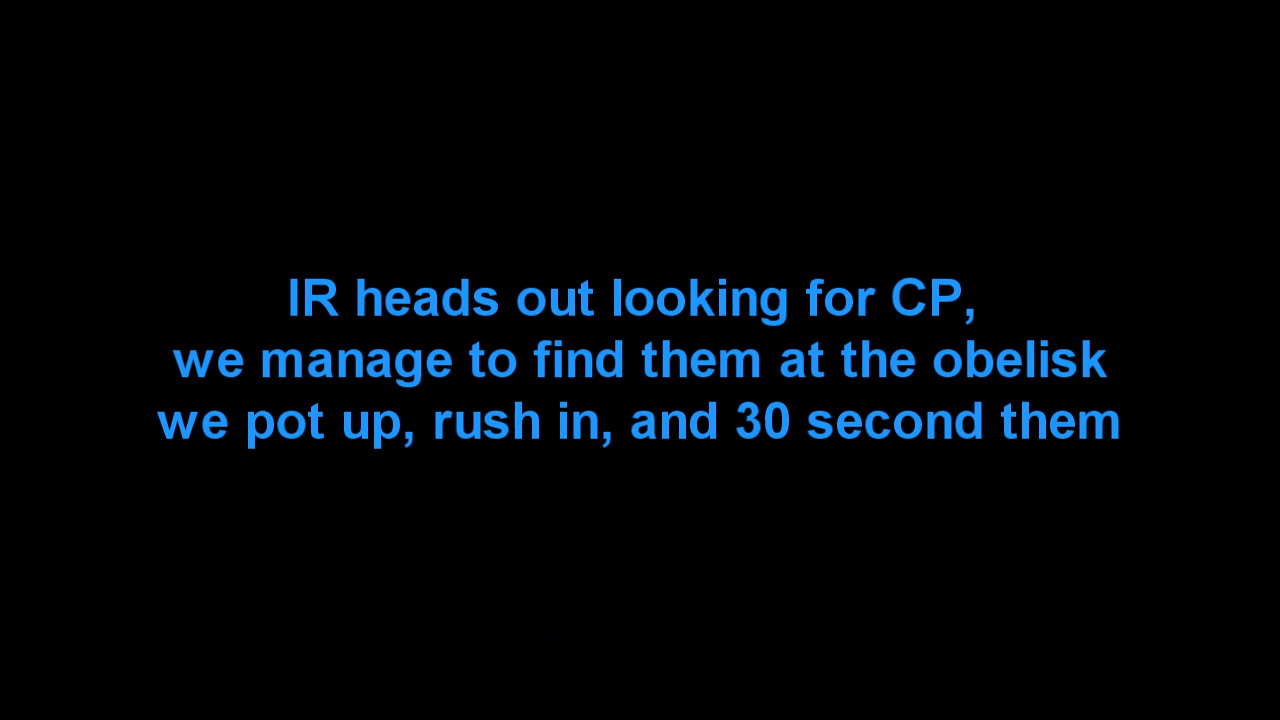 IR heads out looking for CP,
we manage to find them at the obelisk
we pot up, rush in, and 30 second them